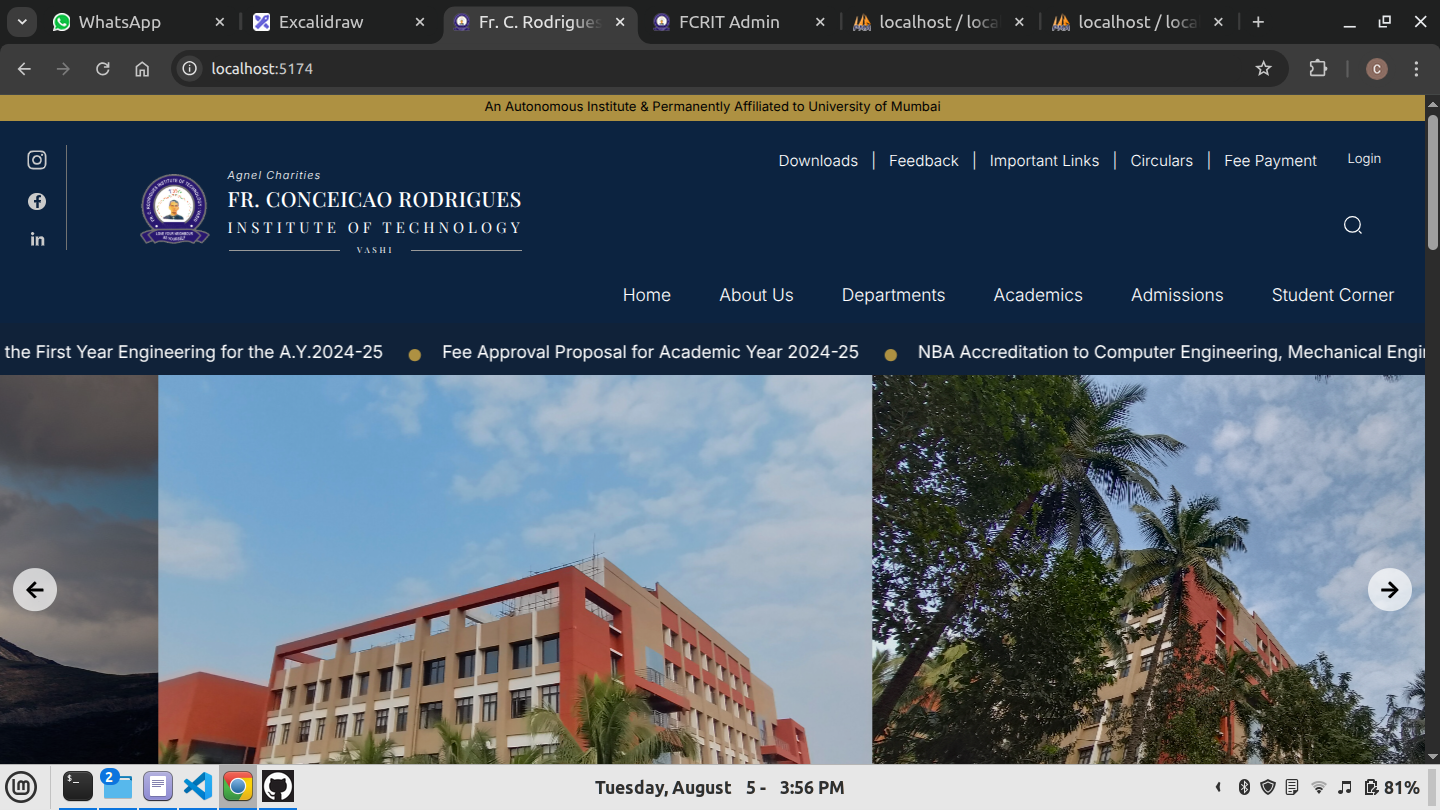 WhatsApp
Excalidraw
Fr. C. Rodrigues
FCRIT Admin
localhost / loca
localhost / loca
localhost:5174
C
An Autonomous Institute & Permanently Affiliated to University of Mumbai
Downloads | Feedback | Important Links | Circulars | Fee Payment Login
Agnel Charities
FR. CONCEICAO RODRIGUES
INSTITUTE OF TECHNOLOGY
VASHI
in
Home About Us Departments Academics Admissions Student Corner
the First Year Engineering for the A.Y.2024-25 ● Fee Approval Proposal for Academic Year 2024-25 ● NBA Accreditation to Computer Engineering, Mechanical Engi
2
Tuesday, August 5 - 3:56 PM
81%